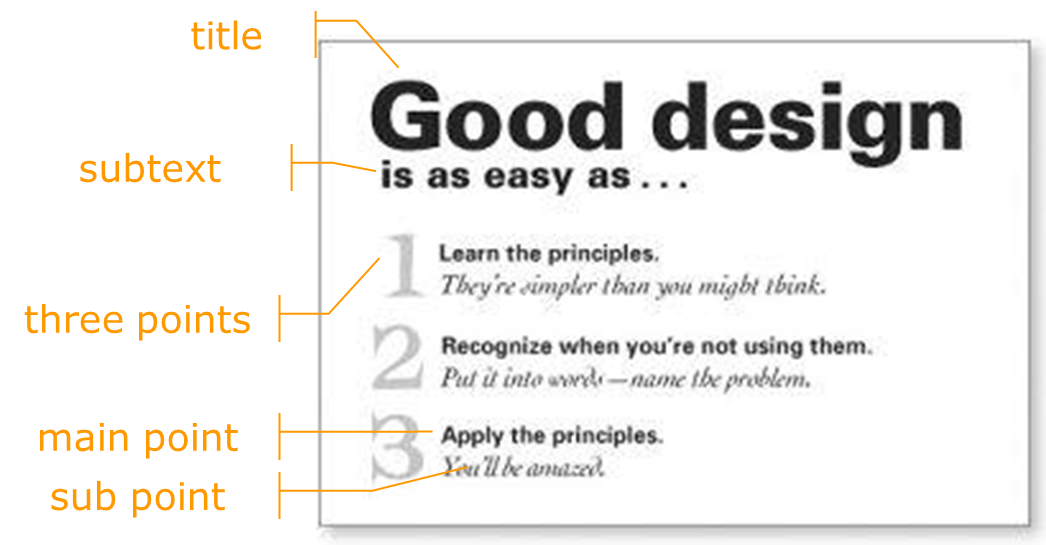 title
Good design
subtext
is as easy as . . .
1 Learn the principles.
They're simpler than you might think.
three points
2 Recognize when you're not using them.
Put it into words—name the problem.
main point
3 Apply the principles.
sub point
You'll be amazed.